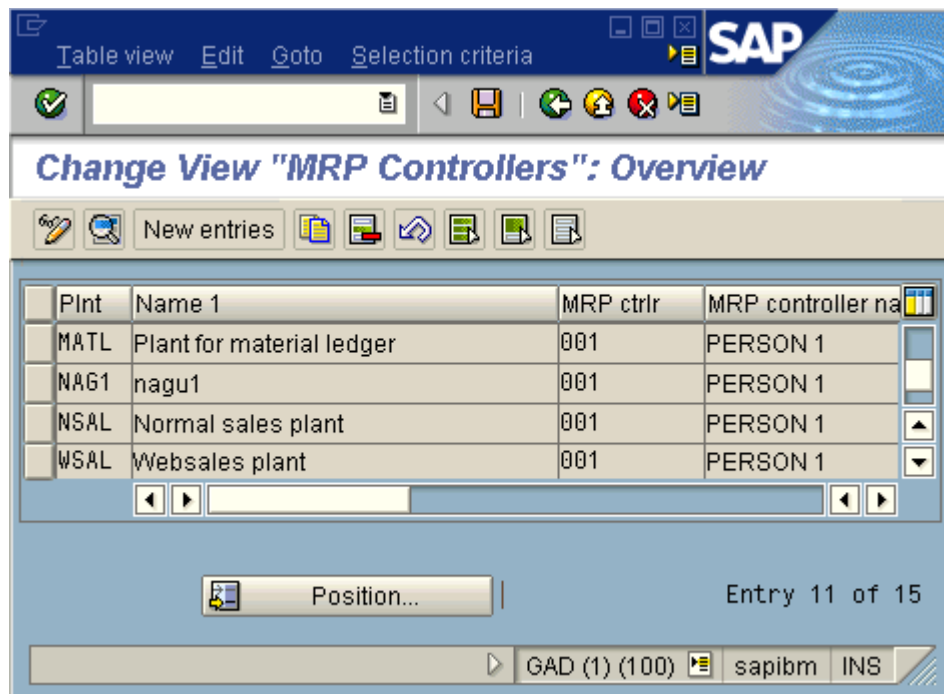 Table view Edit Goto Selection criteria
SAP
Change View "MRP Controllers": Overview
New entries
Plnt Name 1 MRP ctrlr MRP controller na
MATL Plant for material ledger 001 PERSON 1
NAG1 nagu1 001 PERSON 1
NSAL Normal sales plant 001 PERSON 1
WSAL Websales plant 001 PERSON 1
Position... Entry 11 of 15
GAD (1) (100) sapibm INS